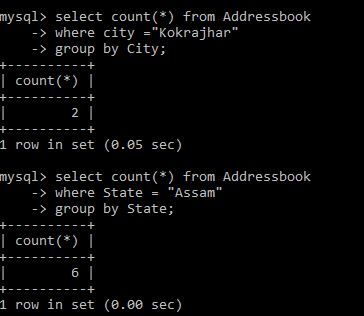 mysql> select count(*) from Addressbook
    -> where city ="Kokrajhar"
    -> group by City;
+----------+
| count(*) |
+----------+
|        2 |
+----------+
1 row in set (0.05 sec)

mysql> select count(*) from Addressbook
    -> where State = "Assam"
    -> group by State;
+----------+
| count(*) |
+----------+
|        6 |
+----------+
1 row in set (0.00 sec)